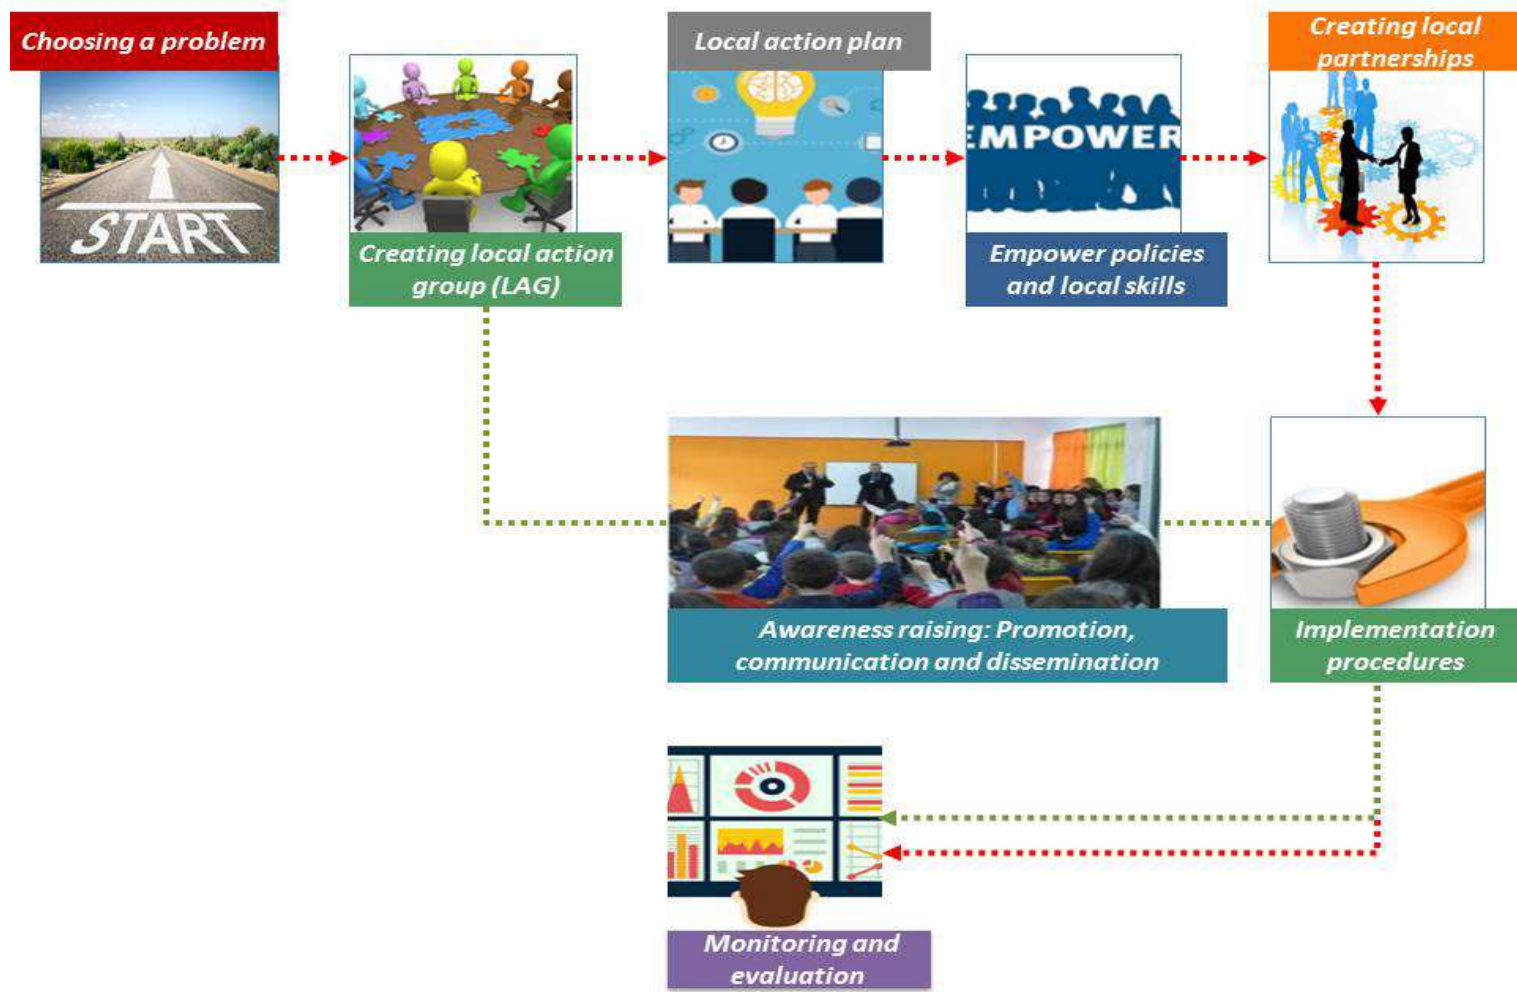 Choosing a problem
START
Creating local action
group (LAG)
Local action plan
EMPOWER
Empower policies
and local skills
Creating local
partnerships
Awareness raising: Promotion,
communication and dissemination
Implementation
procedures
Monitoring and
evaluation